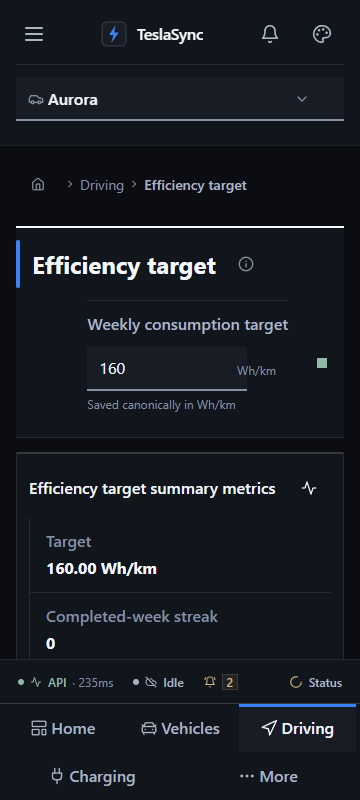 TeslaSync
Aurora
Driving Efficiency target
Efficiency target
Weekly consumption target
160 Wh/km
Saved canonically in Wh/km
Efficiency target summary metrics
Target
160.00 Wh/km
Completed-week streak
0
API · 235ms Idle 2 Status
Home Vehicles Driving
Charging More